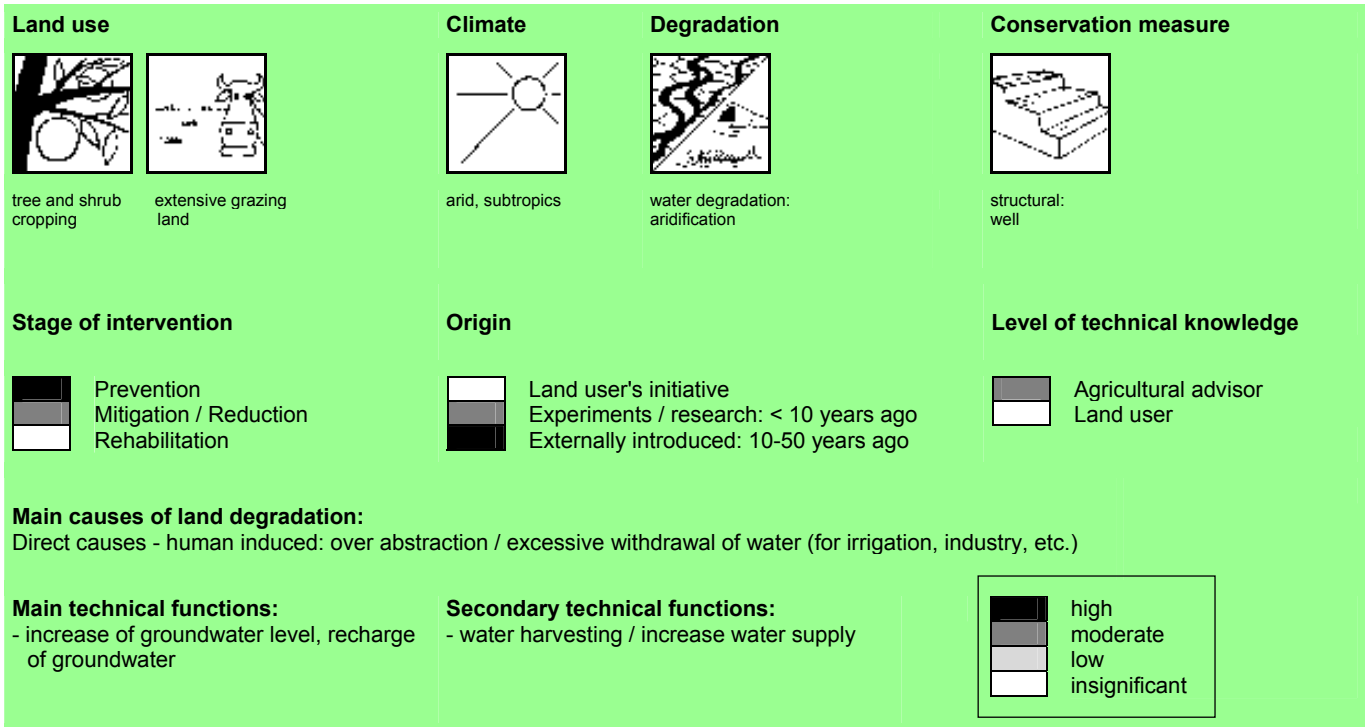 Land use
Climate
Degradation
Conservation measure
tree and shrub
cropping
extensive grazing
land
arid, subtropics
water degradation:
aridification
structural:
well
Stage of intervention
Origin
Level of technical knowledge
Prevention
Mitigation / Reduction
Rehabilitation
Land user's initiative
Experiments / research: < 10 years ago
Externally introduced: 10-50 years ago
Agricultural advisor
Land user
Main causes of land degradation:
Direct causes - human induced: over abstraction / excessive withdrawal of water (for irrigation, industry, etc.)
Main technical functions:
- increase of groundwater level, recharge
of groundwater
Secondary technical functions:
- water harvesting / increase water supply
high
moderate
low
insignificant